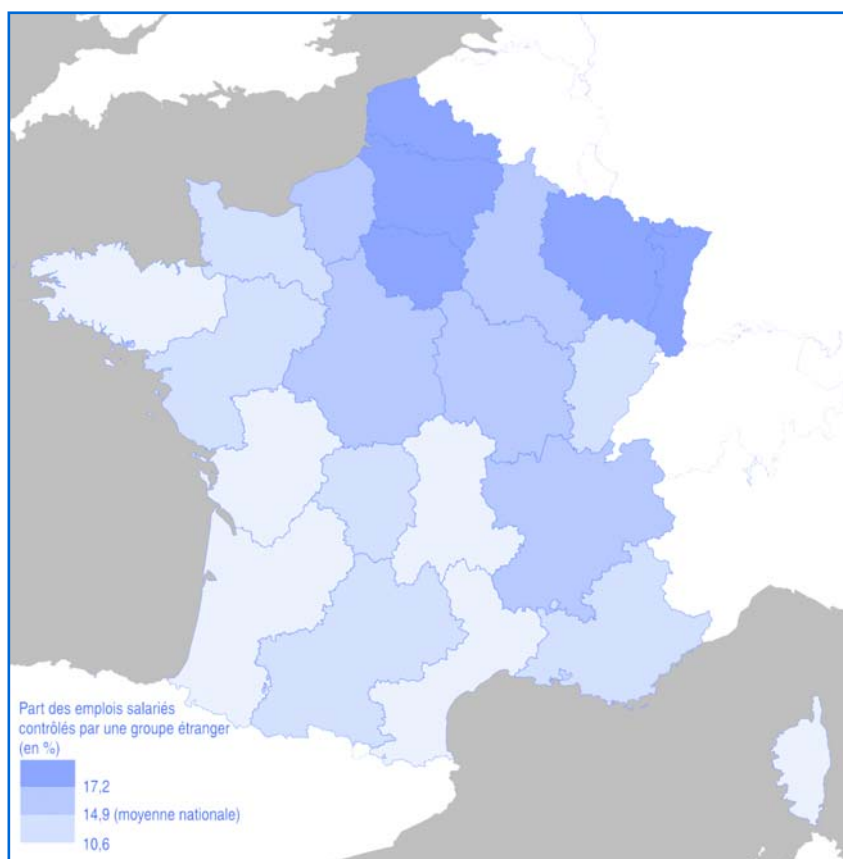 Part des emplois salariés
contrôlés par une groupe étranger
(en %)
17,2
14,9 (moyenne nationale)
10,6